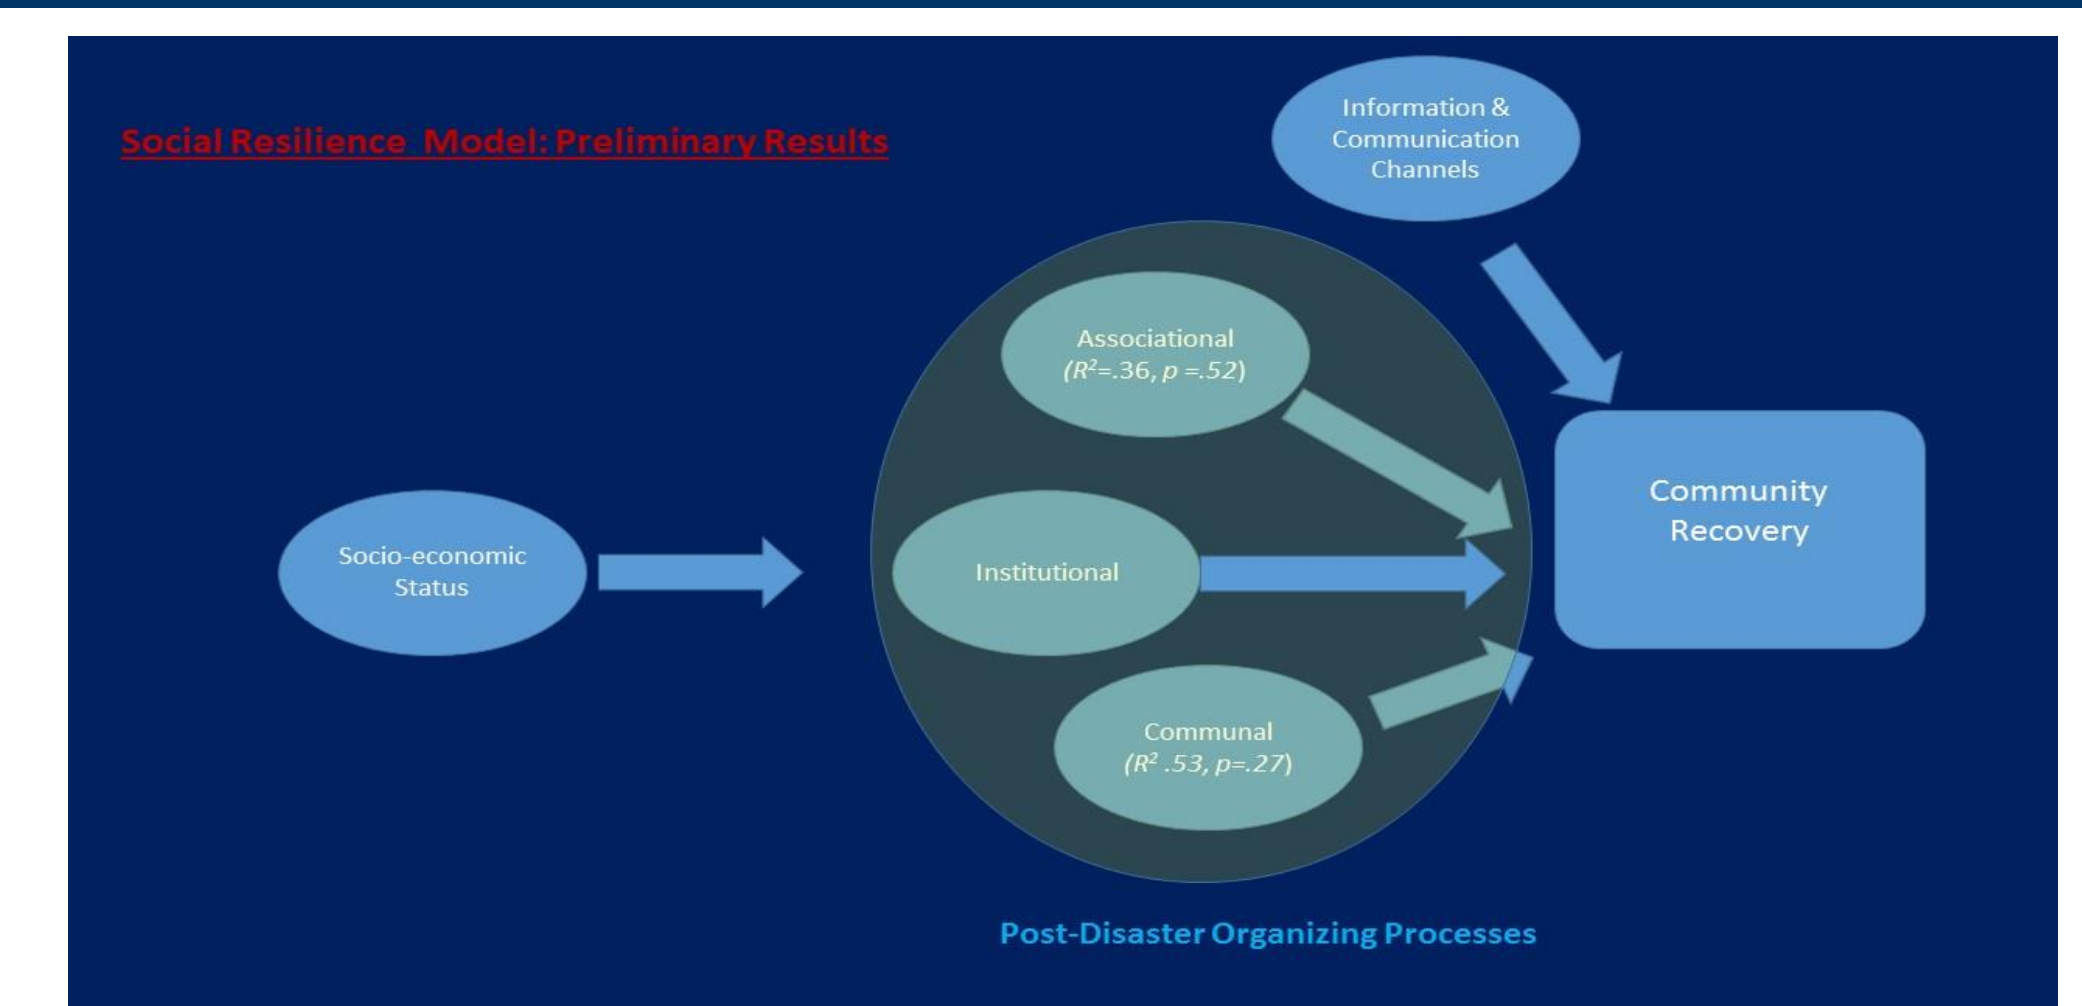 Social Resilience Model: Preliminary Results
Information &
Communication
Channels
Associational
(R²=.36, p =.52)
Socio-economic
Status
Institutional
Community
Recovery
Communal
(R² .53, p=.27)
Post-Disaster Organizing Processes